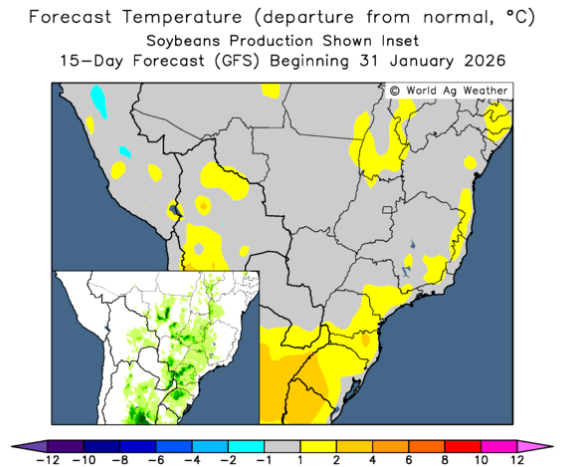 Forecast Temperature (departure from normal, °C)
Soybeans Production Shown Inset
15-Day Forecast (GFS) Beginning 31 January 2026
© World Ag Weather
-12 -10 -8 -6 -4 -2 -1 1 2 4 6 8 10 12